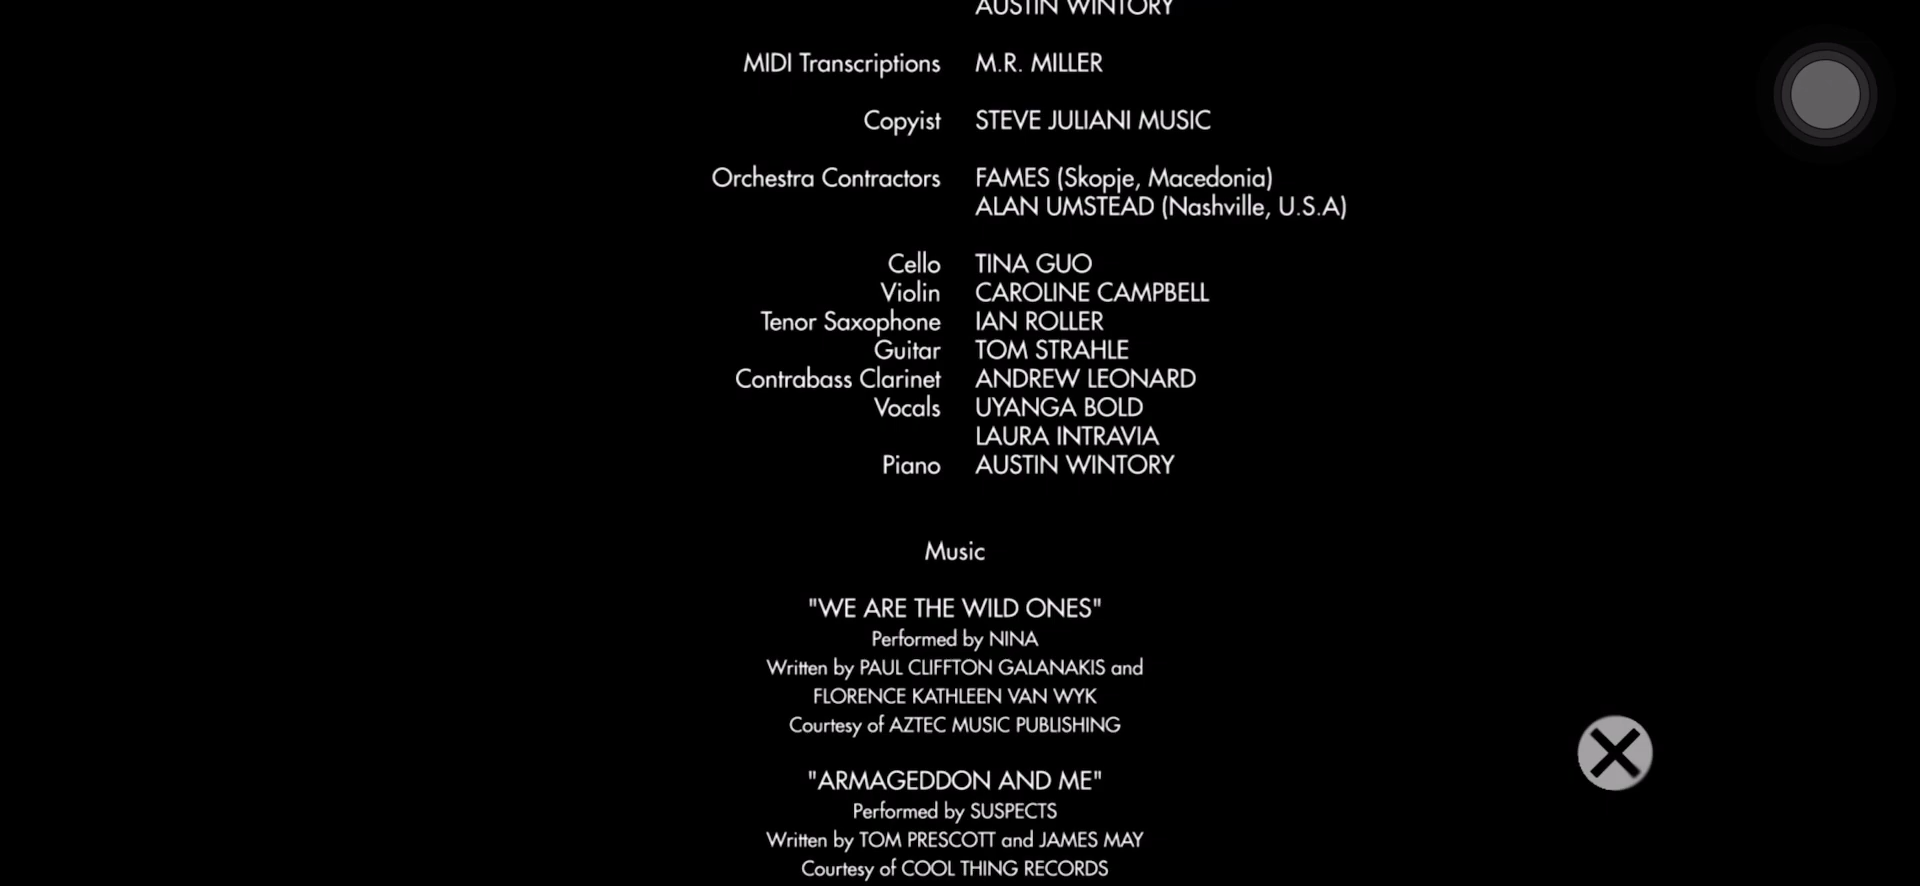 AUSTIN WINTORY
MIDI Transcriptions M.R. MILLER
Copyist STEVE JULIANI MUSIC
Orchestra Contractors FAMES (Skopje, Macedonia)
ALAN UMSTEAD (Nashville, U.S.A)
Cello TINA GUO
Violin CAROLINE CAMPBELL
Tenor Saxophone IAN ROLLER
Guitar TOM STRAHLE
Contrabass Clarinet ANDREW LEONARD
Vocals UYANGA BOLD
LAURA INTRAVIA
Piano AUSTIN WINTORY
Music
"WE ARE THE WILD ONES"
Performed by NINA
Written by PAUL CLIFFTON GALANAKIS and
FLORENCE KATHLEEN VAN WYK
Courtesy of AZTEC MUSIC PUBLISHING
"ARMAGEDDON AND ME"
Performed by SUSPECTS
Written by TOM PRESCOTT and JAMES MAY
Courtesy of COOL THING RECORDS